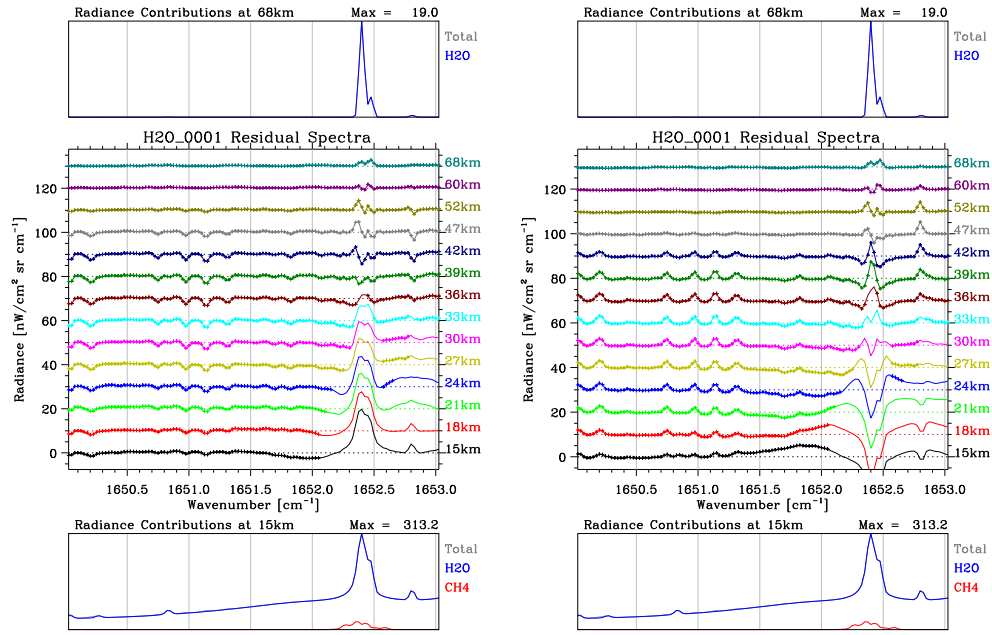 Radiance Contributions at 68km Max = 19.0
Total
H2O
H2O_0001 Residual Spectra
Radiance [nW/cm² sr cm⁻¹]
120
100
80
60
40
20
0
68km
60km
52km
47km
42km
39km
36km
33km
30km
27km
24km
21km
18km
15km
1650.5 1651.0 1651.5 1652.0 1652.5 1653.0
Wavenumber [cm⁻¹]
Radiance Contributions at 15km Max = 313.2
Total
H2O
CH4
Radiance Contributions at 68km Max = 19.0
Total
H2O
H2O_0001 Residual Spectra
Radiance [nW/cm² sr cm⁻¹]
120
100
80
60
40
20
0
68km
60km
52km
47km
42km
39km
36km
33km
30km
27km
24km
21km
18km
15km
1650.5 1651.0 1651.5 1652.0 1652.5 1653.0
Wavenumber [cm⁻¹]
Radiance Contributions at 15km Max = 313.2
Total
H2O
CH4